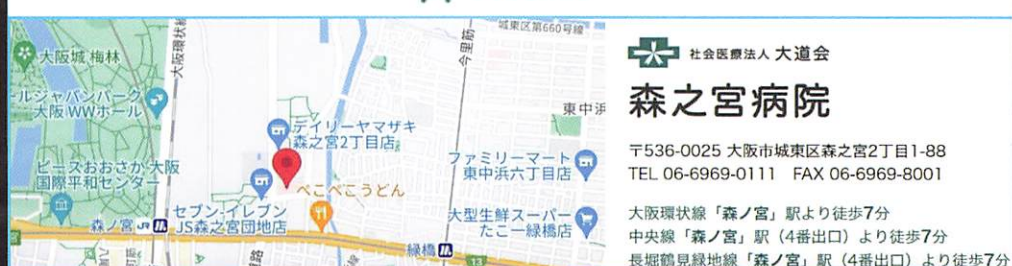 城東区第660号線
大阪城 梅林
大阪環状線
今里筋
ールジャパンパーク
大阪 WWホール
東中浜
デイリーヤマザキ
森之宮2丁目店
ファミリーマート
東中浜六丁目店
ピースおおさか 大阪
国際平和センター
ぺこぺこうどん
セブン-イレブン
JS森之宮団地店
大型生鮮スーパー
たこ一緑橋店
森ノ宮 JR
緑橋
13
社会医療法人 大道会
森之宮病院
〒536-0025 大阪市城東区森之宮2丁目1-88
TEL 06-6969-0111 FAX 06-6969-8001
大阪環状線「森ノ宮」駅より徒歩7分
中央線「森ノ宮」駅（4番出口）より徒歩7分
長堀鶴見緑地線「森ノ宮」駅（4番出口）より徒歩7分